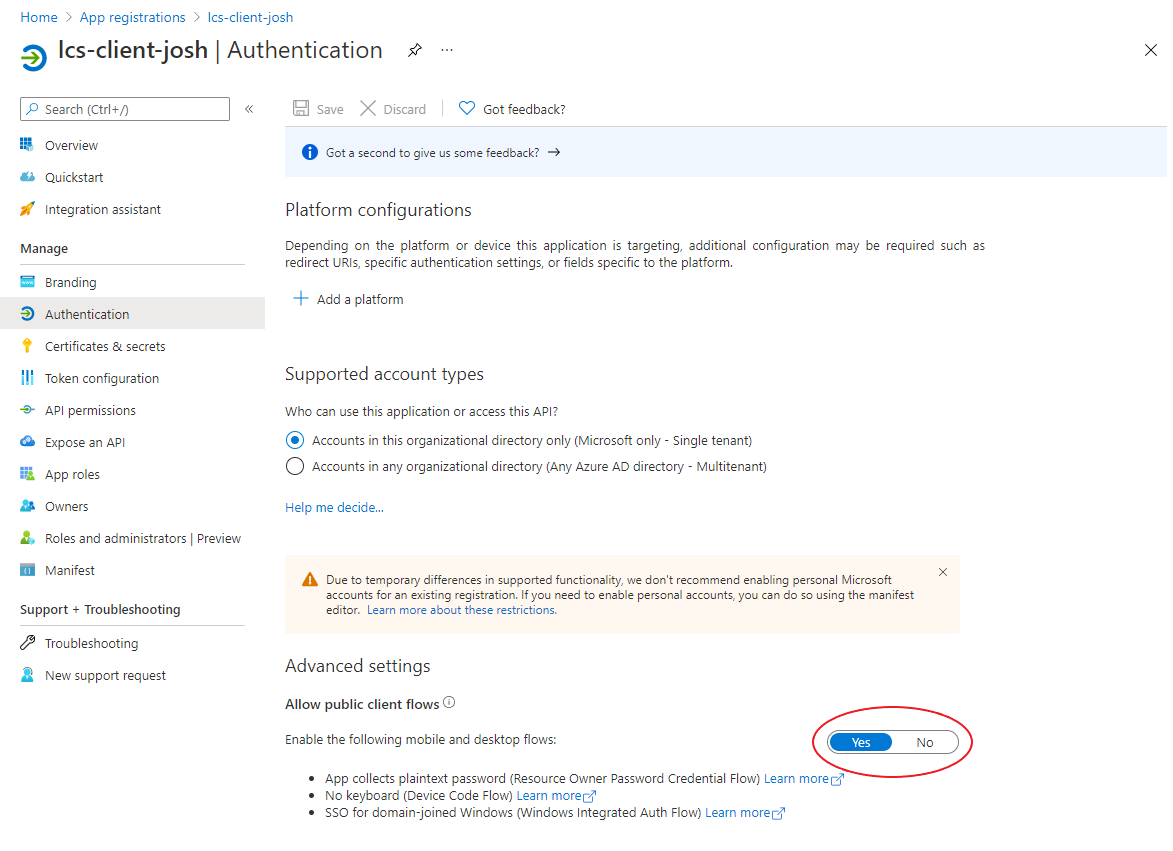 Home > App registrations > lcs-client-josh
lcs-client-josh | Authentication ...
Search (Ctrl+/) «
Overview
Quickstart
Integration assistant
Manage
Branding
Authentication
Certificates & secrets
Token configuration
API permissions
Expose an API
App roles
Owners
Roles and administrators | Preview
Manifest
Support + Troubleshooting
Troubleshooting
New support request
Save Discard Got feedback?
Got a second to give us some feedback? →
Platform configurations
Depending on the platform or device this application is targeting, additional configuration may be required such as
redirect URIs, specific authentication settings, or fields specific to the platform.
+ Add a platform
Supported account types
Who can use this application or access this API?
Accounts in this organizational directory only (Microsoft only - Single tenant)
Accounts in any organizational directory (Any Azure AD directory - Multitenant)
Help me decide...
Due to temporary differences in supported functionality, we don't recommend enabling personal Microsoft
accounts for an existing registration. If you need to enable personal accounts, you can do so using the manifest
editor. Learn more about these restrictions.
Advanced settings
Allow public client flows
Enable the following mobile and desktop flows: Yes No
• App collects plaintext password (Resource Owner Password Credential Flow) Learn more
• No keyboard (Device Code Flow) Learn more
• SSO for domain-joined Windows (Windows Integrated Auth Flow) Learn more